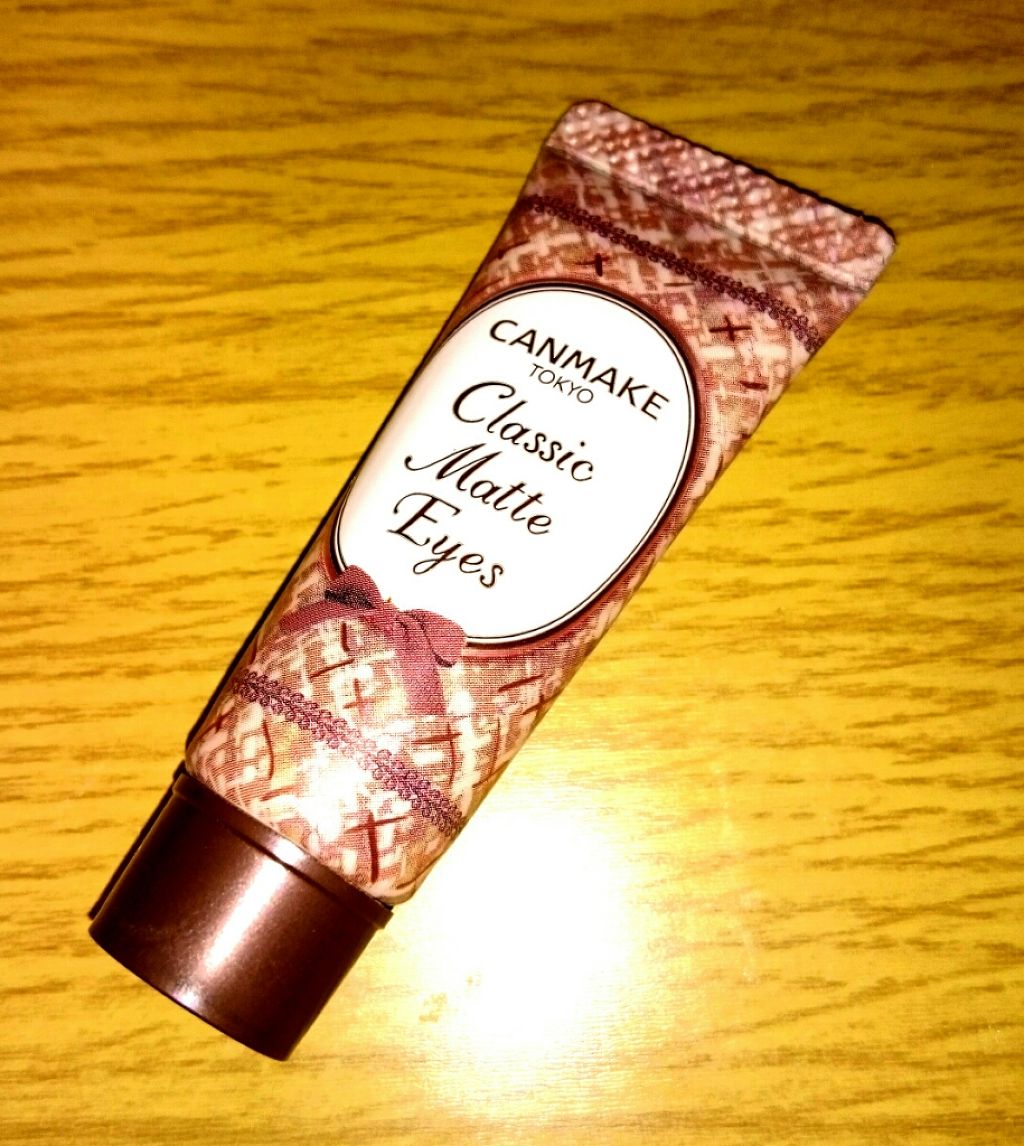 CANMAKE
TOKYO
Classic
Matte
Eyes